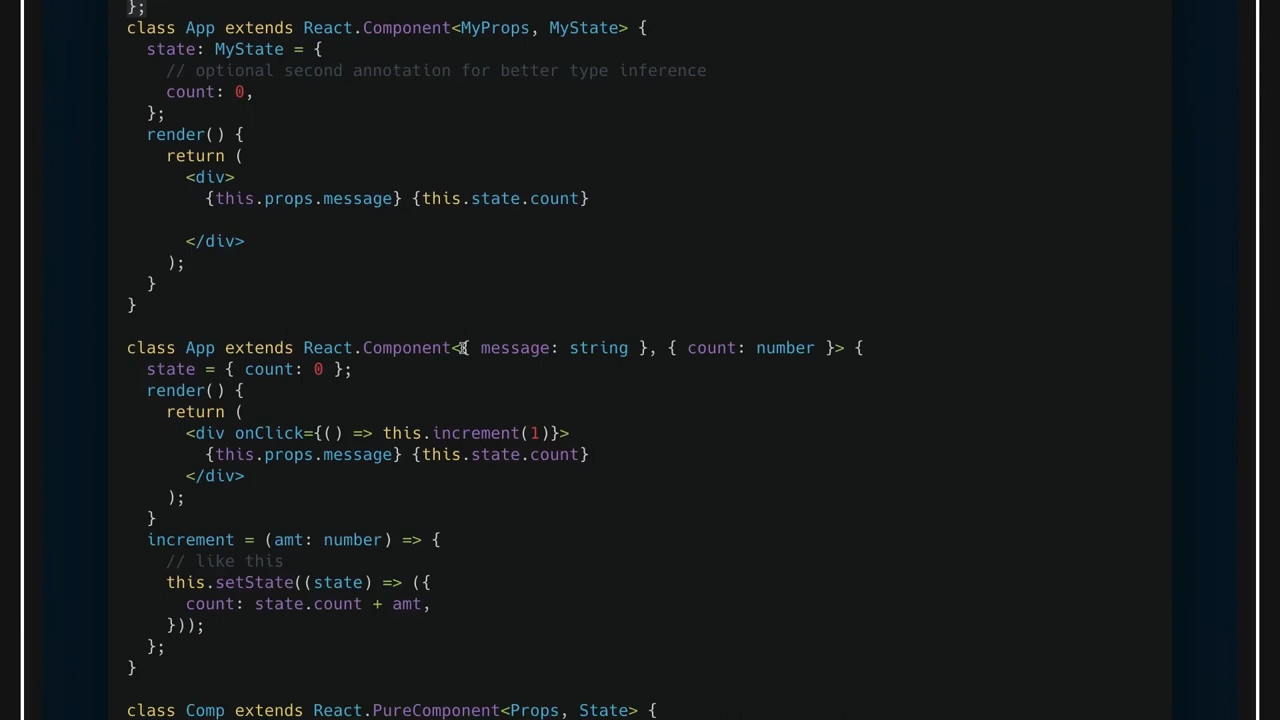 };
class App extends React.Component<MyProps, MyState> {
  state: MyState = {
    // optional second annotation for better type inference
    count: 0,
  };
  render() {
    return (
      <div>
        {this.props.message} {this.state.count}
      </div>
    );
  }
}
class App extends React.Component<{ message: string }, { count: number }> {
  state = { count: 0 };
  render() {
    return (
      <div onClick={() => this.increment(1)}>
        {this.props.message} {this.state.count}
      </div>
    );
  }
  increment = (amt: number) => {
    // like this
    this.setState((state) => ({
      count: state.count + amt,
    }));
  };
}
class Comp extends React.PureComponent<Props, State> {